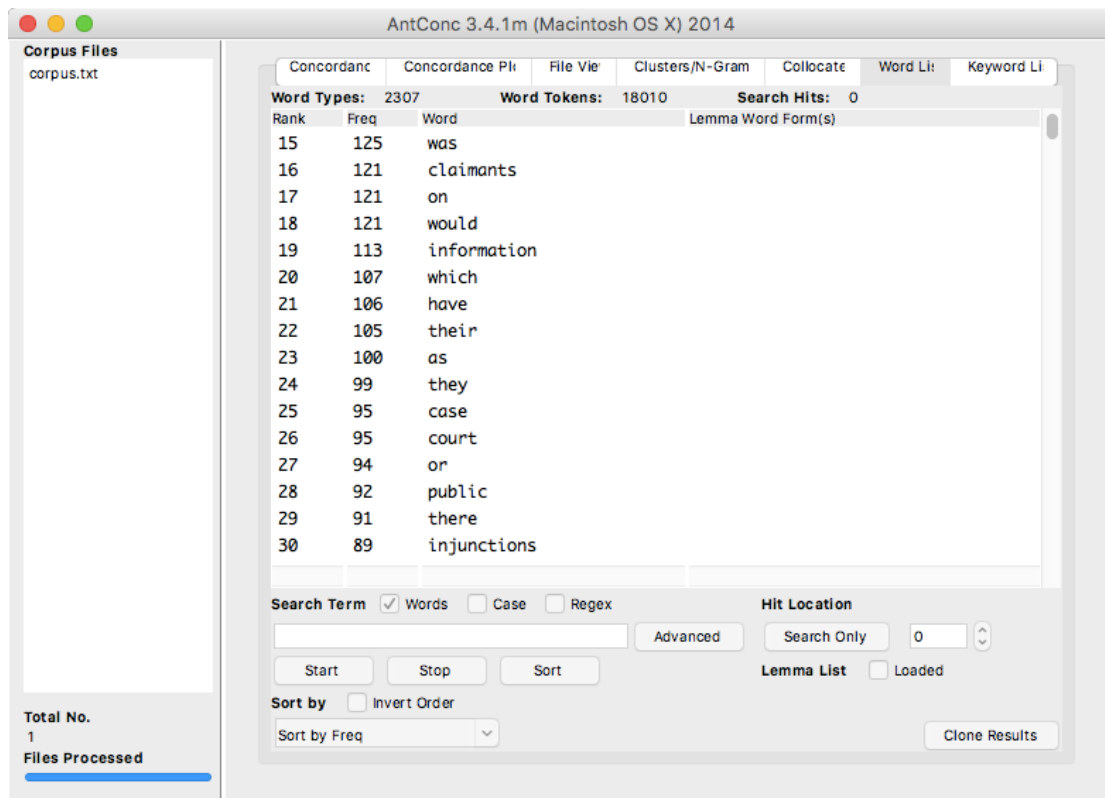 AntConc 3.4.1m (Macintosh OS X) 2014
Corpus Files
corpus.txt
Concordanc Concordance Plo File Vie Clusters/N-Gram Collocate Word Lis Keyword Li
Word Types: 2307 Word Tokens: 18010 Search Hits: 0
Rank Freq Word Lemma Word Form(s)
15 125 was
16 121 claimants
17 121 on
18 121 would
19 113 information
20 107 which
21 106 have
22 105 their
23 100 as
24 99 they
25 95 case
26 95 court
27 94 or
28 92 public
29 91 there
30 89 injunctions
Search Term Words Case Regex Hit Location
Advanced Search Only 0
Start Stop Sort Lemma List Loaded
Sort by Invert Order
Sort by Freq Clone Results
Total No.
1
Files Processed